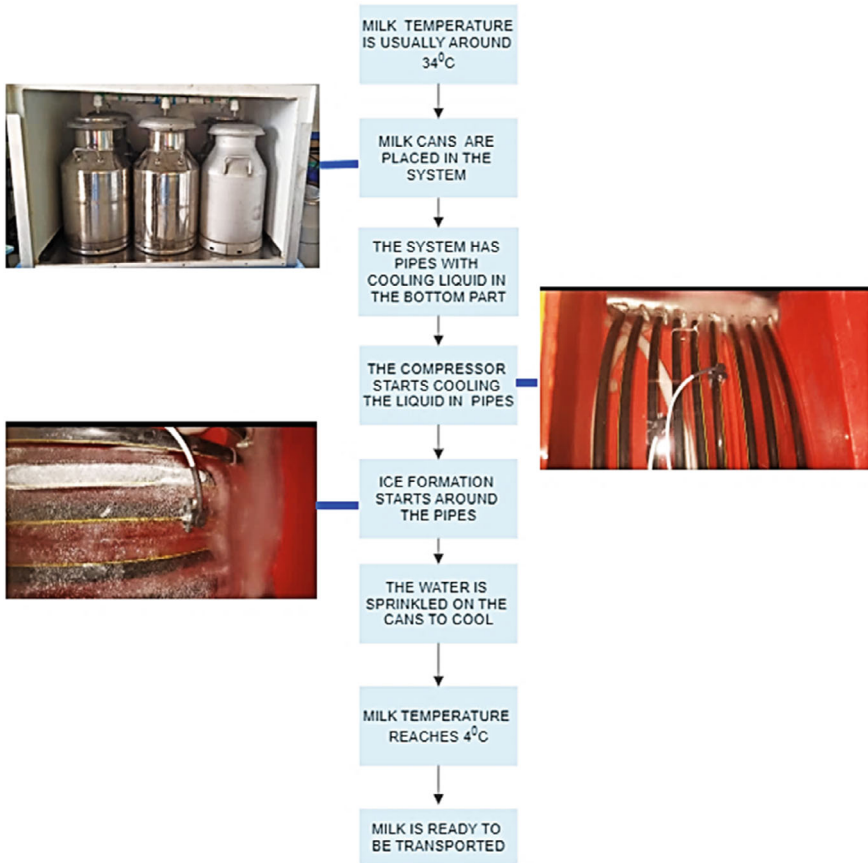 MILK TEMPERATURE
IS USUALLY AROUND
34⁰C
MILK CANS ARE
PLACED IN THE
SYSTEM
THE SYSTEM HAS
PIPES WITH
COOLING LIQUID IN
THE BOTTOM PART
THE COMPRESSOR
STARTS COOLING
THE LIQUID IN PIPES
ICE FORMATION
STARTS AROUND
THE PIPES
THE WATER IS
SPRINKLED ON THE
CANS TO COOL
MILK TEMPERATURE
REACHES 4⁰C
MILK IS READY TO
BE TRANSPORTED